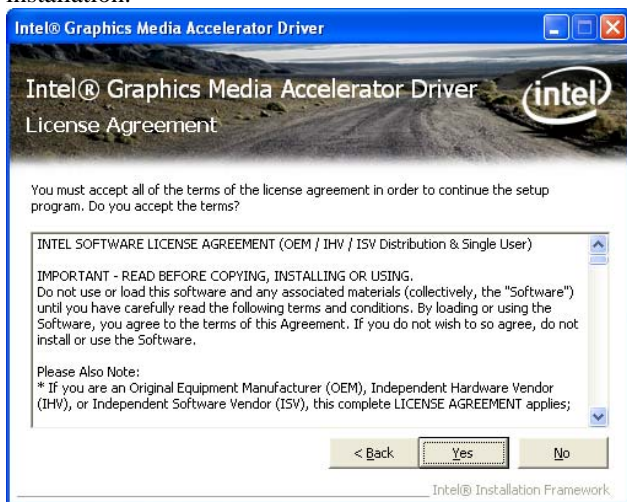 installation.
Intel® Graphics Media Accelerator Driver
Intel® Graphics Media Accelerator Driver
License Agreement
intel
You must accept all of the terms of the license agreement in order to continue the setup
program. Do you accept the terms?
INTEL SOFTWARE LICENSE AGREEMENT (OEM / IHV / ISV Distribution & Single User)
IMPORTANT - READ BEFORE COPYING, INSTALLING OR USING.
Do not use or load this software and any associated materials (collectively, the "Software")
until you have carefully read the following terms and conditions. By loading or using the
Software, you agree to the terms of this Agreement. If you do not wish to so agree, do not
install or use the Software.
Please Also Note:
* If you are an Original Equipment Manufacturer (OEM), Independent Hardware Vendor
(IHV), or Independent Software Vendor (ISV), this complete LICENSE AGREEMENT applies;
< Back Yes No
Intel® Installation Framework